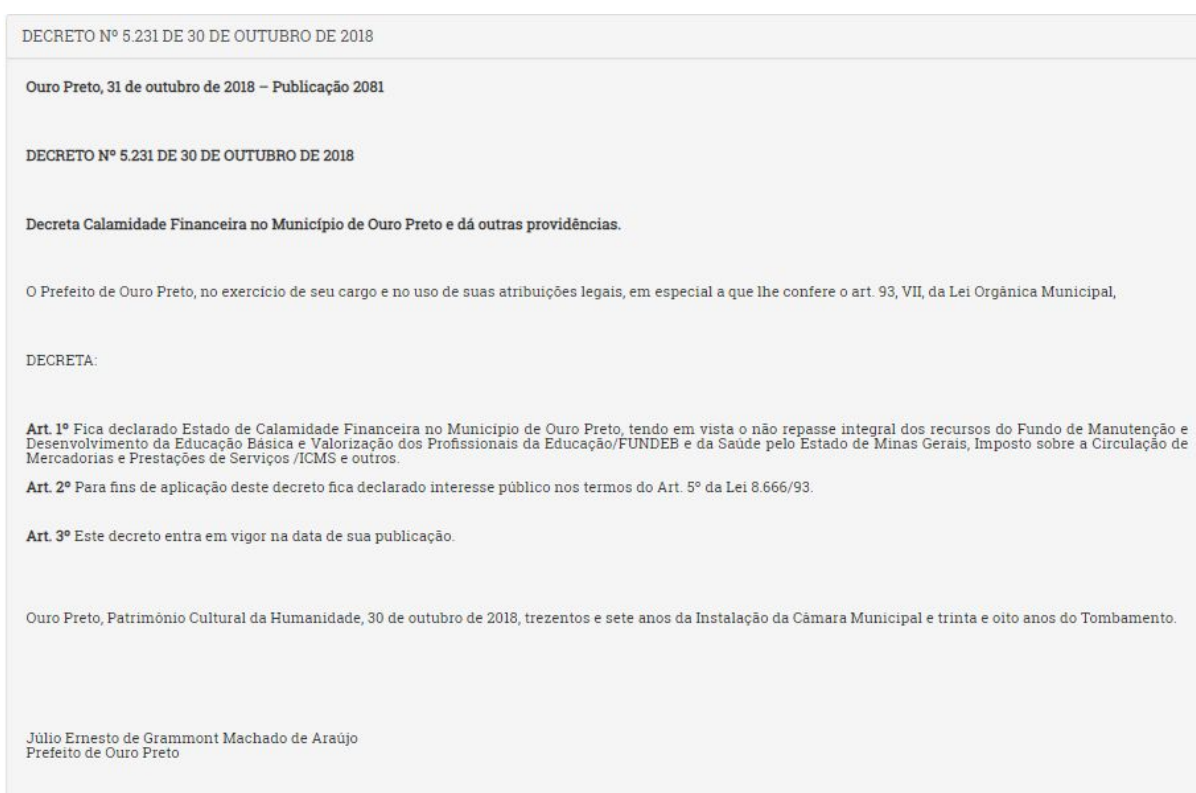 DECRETO Nº 5.231 DE 30 DE OUTUBRO DE 2018
Ouro Preto, 31 de outubro de 2018 – Publicação 2081
DECRETO Nº 5.231 DE 30 DE OUTUBRO DE 2018
Decreta Calamidade Financeira no Município de Ouro Preto e dá outras providências.
O Prefeito de Ouro Preto, no exercício de seu cargo e no uso de suas atribuições legais, em especial a que lhe confere o art. 93, VII, da Lei Orgânica Municipal,
DECRETA:
Art. 1º Fica declarado Estado de Calamidade Financeira no Município de Ouro Preto, tendo em vista o não repasse integral dos recursos do Fundo de Manutenção e
Desenvolvimento da Educação Básica e Valorização dos Profissionais da Educação/FUNDEB e da Saúde pelo Estado de Minas Gerais, Imposto sobre a Circulação de
Mercadorias e Prestações de Serviços /ICMS e outros.
Art. 2º Para fins de aplicação deste decreto fica declarado interesse público nos termos do Art. 5º da Lei 8.666/93.
Art. 3º Este decreto entra em vigor na data de sua publicação.
Ouro Preto, Patrimônio Cultural da Humanidade, 30 de outubro de 2018, trezentos e sete anos da Instalação da Câmara Municipal e trinta e oito anos do Tombamento.
Júlio Ernesto de Grammont Machado de Araújo
Prefeito de Ouro Preto